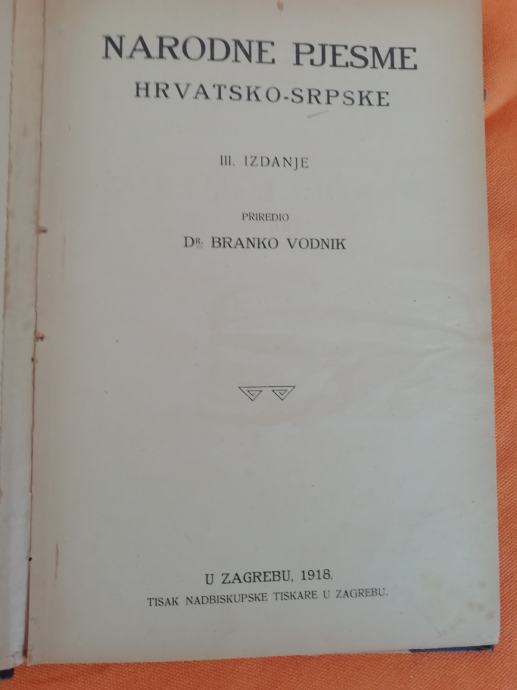 NARODNE PJESME
HRVATSKO-SRPSKE
III. IZDANJE
PRIREDIO
DR. BRANKO VODNIK
U ZAGREBU, 1918.
TISAK NADBISKUPSKE TISKARE U ZAGREBU.